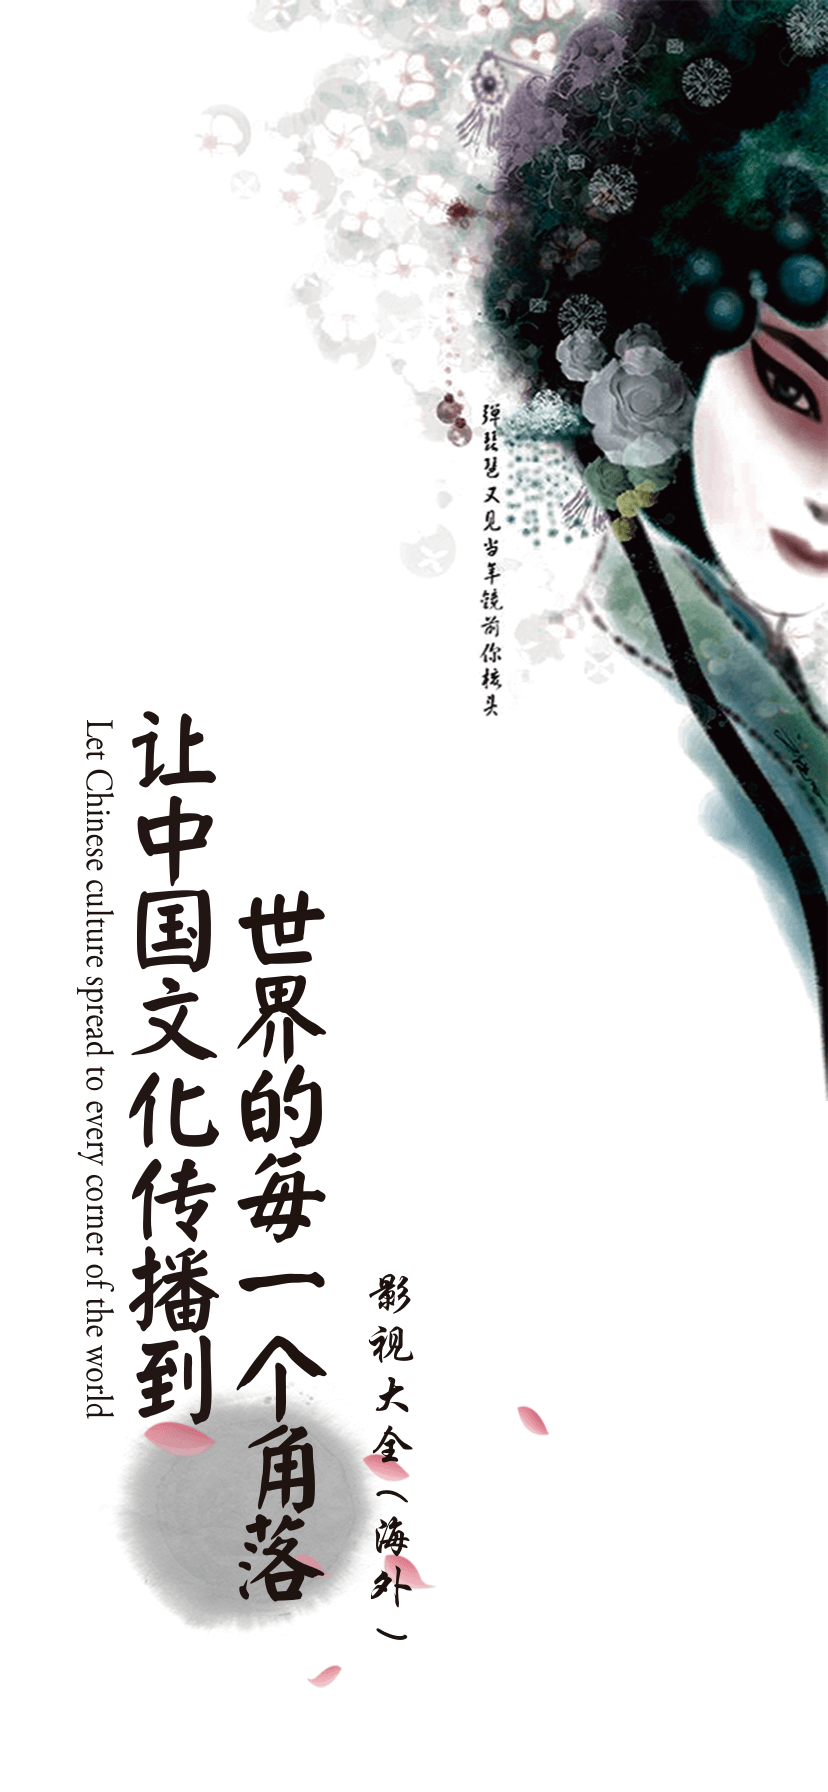 弹琵琶又见当年镜前你梳头
让中国文化传播到
世界的每一个角落
Let Chinese culture spread to every corner of the world
影视大全（海外）